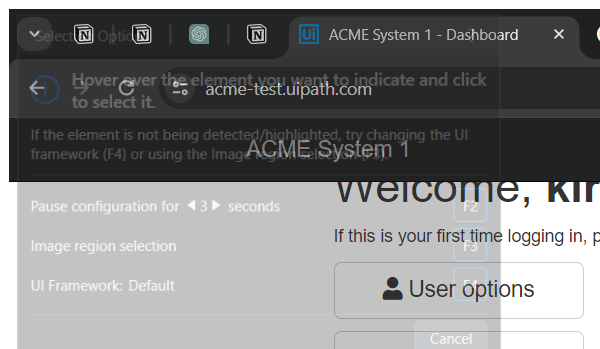 Selection Options
ACME System 1 - Dashboard
Hover over the element you want to indicate and click
to select it.
acme-test.uipath.com
If the element is not being detected/highlighted, try changing the UI
framework (F4) or using the Image region selection (F3).
ACME System 1
Welcome, kir
If this is your first time logging in, p
Pause configuration for 3 seconds
F2
Image region selection
F3
UI Framework: Default
F4
User options
Cancel